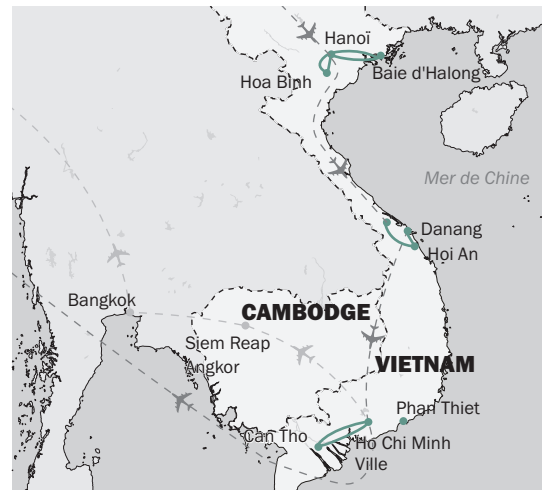 Hanoï
Hoa Binh
Baie d'Halong
Mer de Chine
Danang
Hoi An
Bangkok
CAMBODGE
Siem Reap
Angkor
VIETNAM
Phan Thiet
Can Tho
Ho Chi Minh
Ville